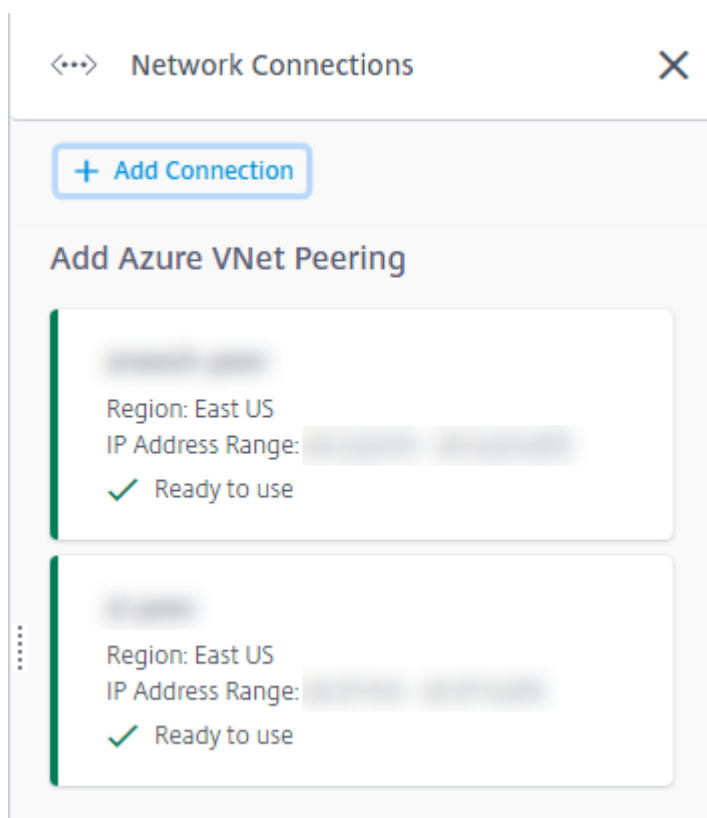 Network Connections
+ Add Connection
Add Azure VNet Peering
Region: East US
IP Address Range:
Ready to use
Region: East US
IP Address Range:
Ready to use